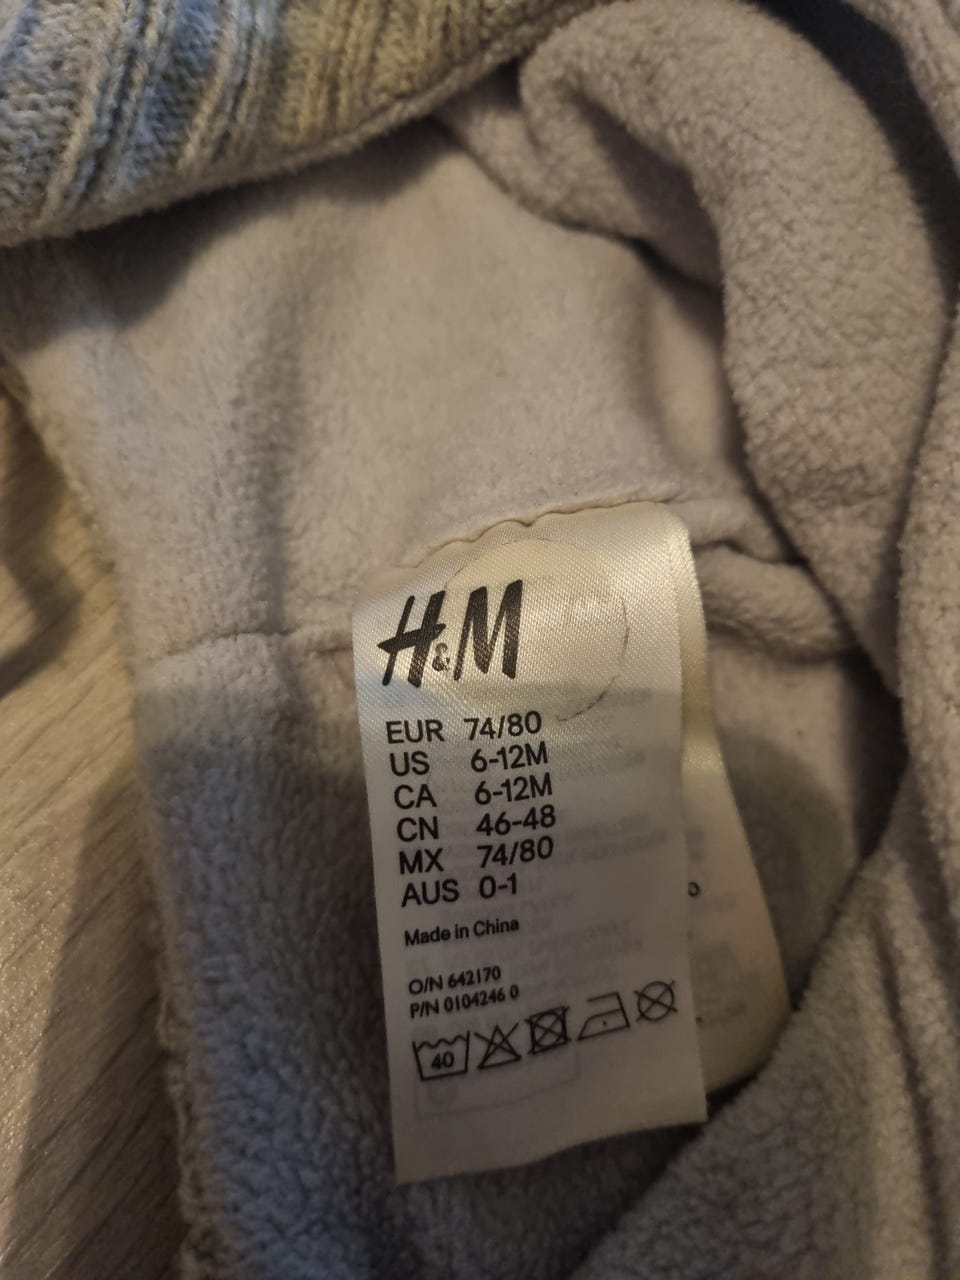 H&M
EUR 74/80
US 6-12M
CA 6-12M
CN 46-48
MX 74/80
AUS 0-1
Made in China
O/N 642170
P/N 0104246 0
40